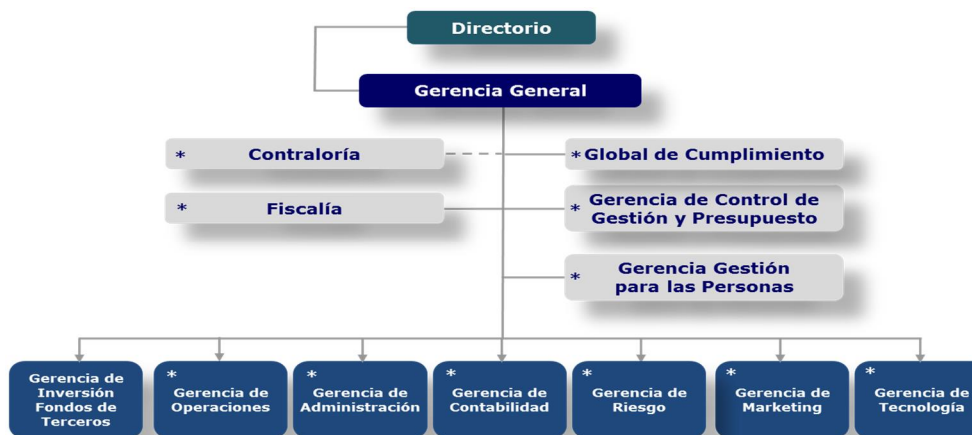 Directorio
Gerencia General
* Contraloría
* Global de Cumplimiento
* Fiscalía
* Gerencia de Control de
Gestión y Presupuesto
* Gerencia Gestión
para las Personas
Gerencia de
Inversión
Fondos de
Terceros
*
Gerencia de
Operaciones
*
Gerencia de
Administración
*
Gerencia de
Contabilidad
*
Gerencia de
Riesgo
*
Gerencia de
Marketing
*
Gerencia de
Tecnología